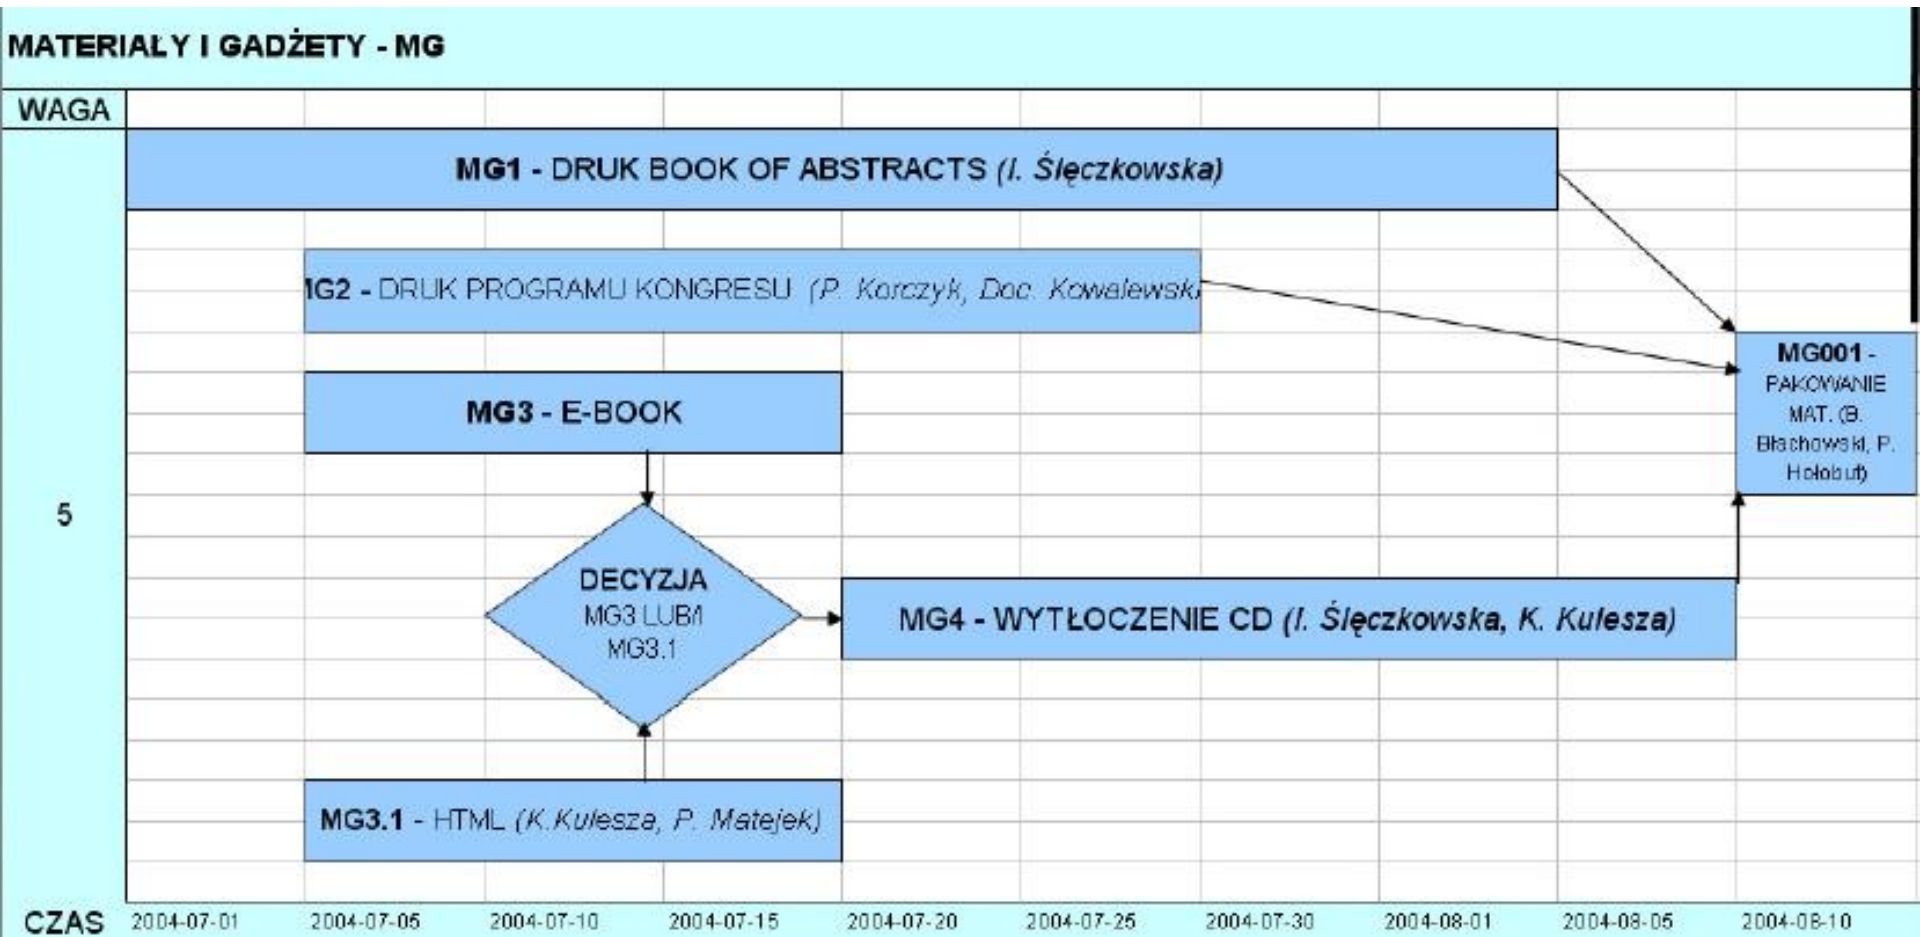 MATERIAŁY I GADŻETY - MG
WAGA
MG1 - DRUK BOOK OF ABSTRACTS (I. Ślęczkowska)
MG2 - DRUK PROGRAMU KONGRESU (P. Korczyk, Doc. Kowalewski
MG001 -
PAKOWANIE
MAT. (B.
Błachowski, P.
Hołobut)
MG3 - E-BOOK
5
DECYZJA
MG3 LUB/I
MG3.1
MG4 - WYTŁOCZENIE CD (I. Ślęczkowska, K. Kulesza)
MG3.1 - HTML (K.Kulesza, P. Matejek)
CZAS 2004-07-01 2004-07-05 2004-07-10 2004-07-15 2004-07-20 2004-07-25 2004-07-30 2004-08-01 2004-08-05 2004-08-10